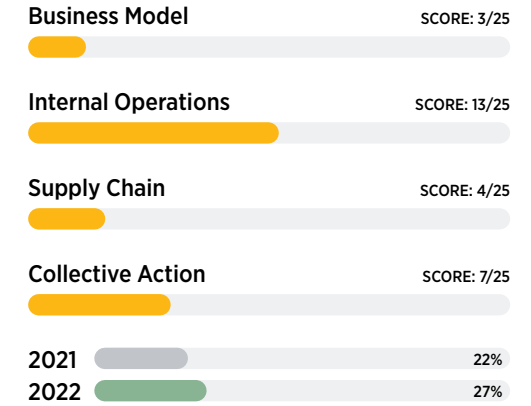 Business Model SCORE: 3/25
Internal Operations SCORE: 13/25
Supply Chain SCORE: 4/25
Collective Action SCORE: 7/25
2021 22%
2022 27%